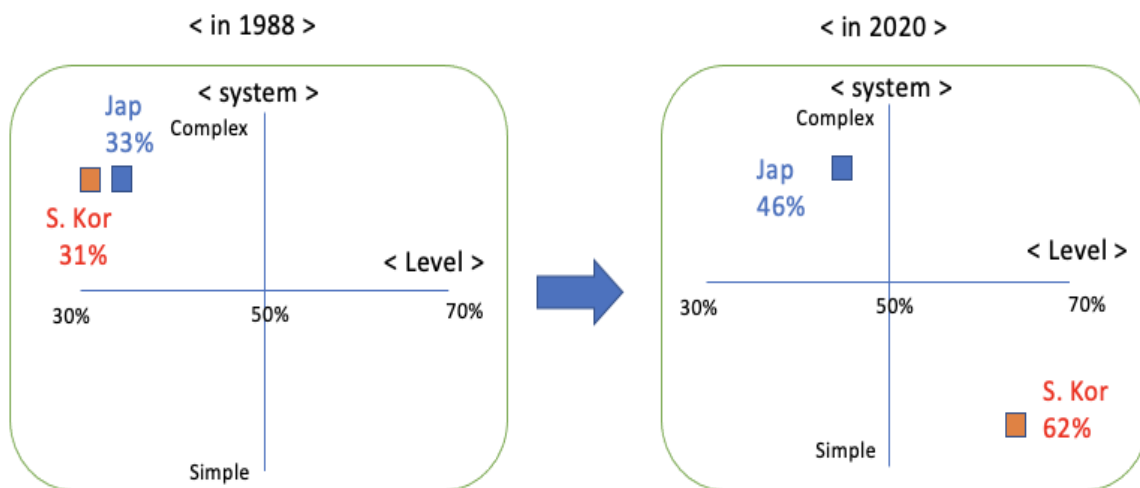 < in 1988 >
< system >
Complex
Jap
33%
S. Kor
31%
< Level >
30%
50%
70%
Simple
< in 2020 >
< system >
Complex
Jap
46%
< Level >
30%
50%
70%
S. Kor
62%
Simple